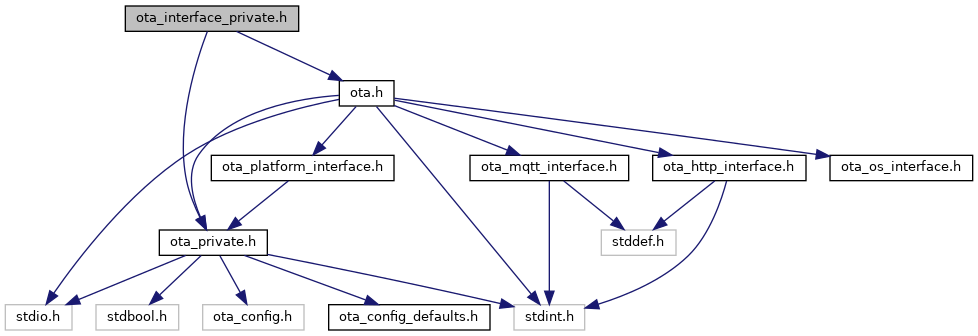 ota_interface_private.h
ota.h
ota_platform_interface.h
ota_mqtt_interface.h
ota_http_interface.h
ota_os_interface.h
ota_private.h
stddef.h
stdio.h
stdbool.h
ota_config.h
ota_config_defaults.h
stdint.h